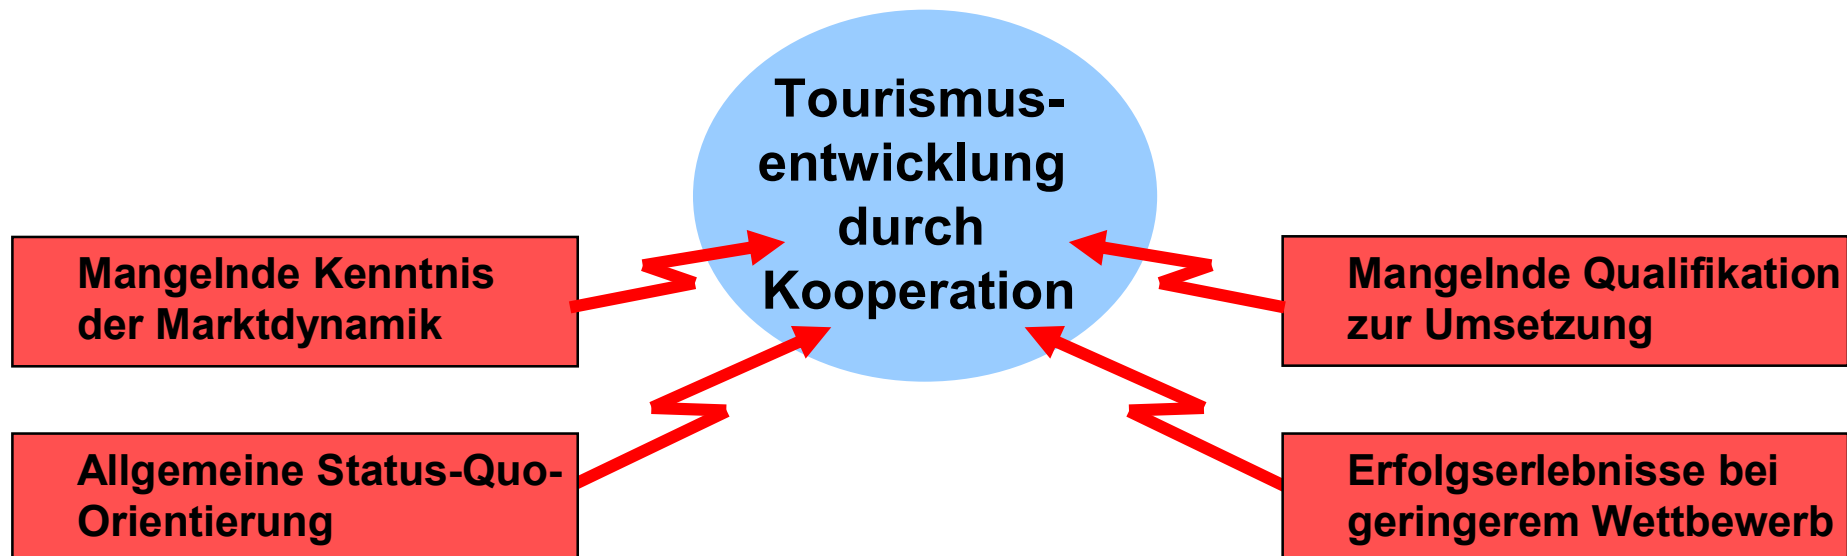 Tourismus-
entwicklung
durch
Kooperation
Mangelnde Kenntnis
der Marktdynamik
Mangelnde Qualifikation
zur Umsetzung
Allgemeine Status-Quo-
Orientierung
Erfolgserlebnisse bei
geringerem Wettbewerb